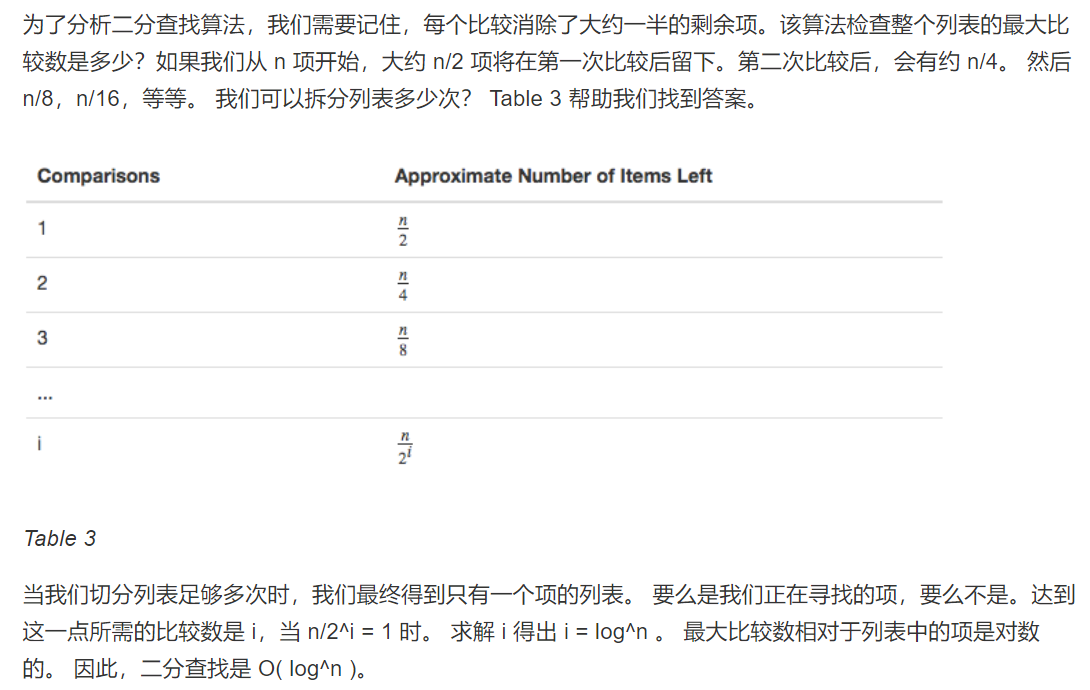 为了分析二分查找算法，我们需要记住，每个比较消除了大约一半的剩余项。该算法检查整个列表的最大比
较数是多少？如果我们从 n 项开始，大约 n/2 项将在第一次比较后留下。第二次比较后，会有约 n/4。 然后
n/8，n/16，等等。 我们可以拆分列表多少次？ Table 3 帮助我们找到答案。
Comparisons Approximate Number of Items Left
1 n/2
2 n/4
3 n/8
...
i n/2^i
Table 3
当我们切分列表足够多次时，我们最终得到只有一个项的列表。 要么是我们正在寻找的项，要么不是。达到
这一点所需的比较数是 i，当 n/2^i = 1 时。 求解 i 得出 i = log^n 。 最大比较数相对于列表中的项是对数
的。 因此，二分查找是 O( log^n )。